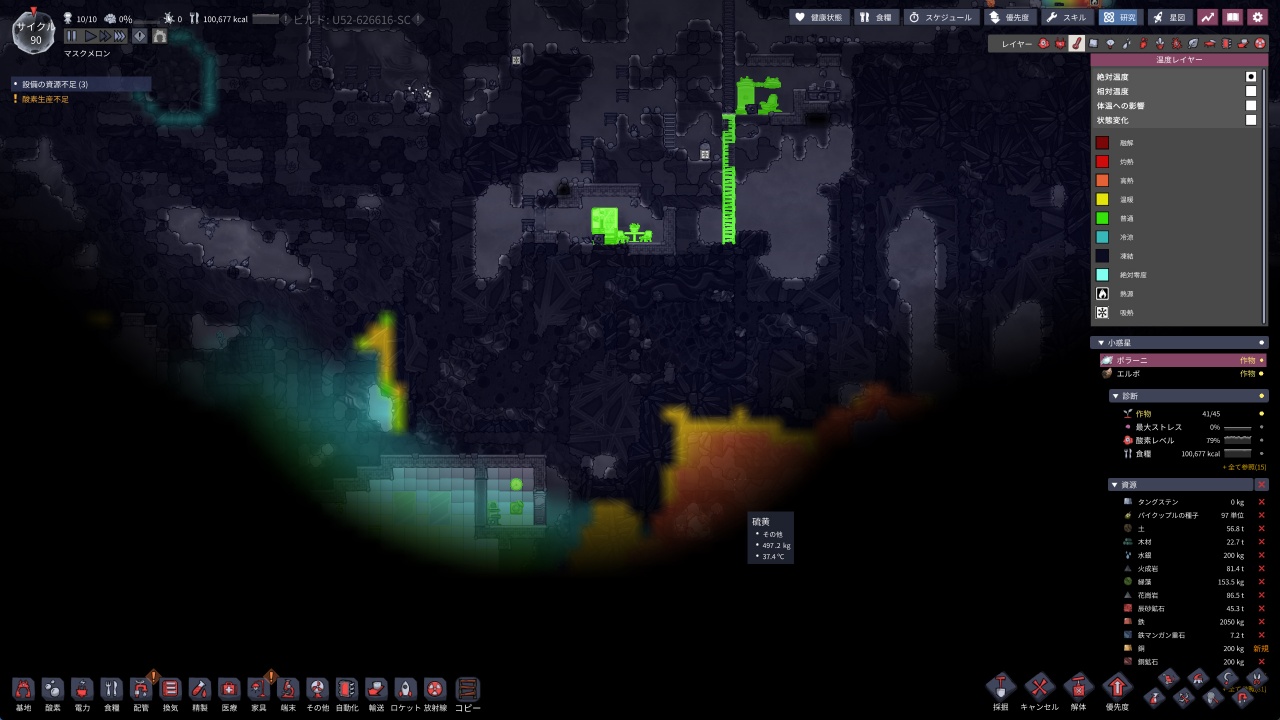 サイクル
90
10/10
0%
0
100,677 kcal
ビルド: U52-626616-SC
マスクメロン
設備の資源不足 (3)
酸素生産不足
健康状態
食糧
スケジュール
優先度
スキル
研究
星図
レイヤー
温度レイヤー
絶対温度
相対温度
体温への影響
状態変化
融解
灼熱
高熱
温暖
普通
冷涼
凍結
絶対零度
熱源
吸熱
小惑星
ポラーニ 作物
エルボ 作物
診断
作物 41/45
最大ストレス 0%
酸素レベル 79%
食糧 100,677 kcal
+ 全て参照(15)
資源
タングステン 0 kg
バイクップルの種子 97 単位
土 56.8 t
木材 22.7 t
水銀 200 kg
火成岩 81.4 t
緑藻 153.5 kg
花崗岩 86.5 t
辰砂鉱石 45.3 t
鉄 2050 kg
鉄マンガン重石 7.2 t
銅 200 kg 新規
銅鉱石 0 kg
硫黄
その他
497.2 kg
37.4 °C
基地
酸素
電力
食糧
配管
換気
精製
医療
家具
端末
その他
自動化
輸送
ロケット
放射線
コピー
採掘
キャンセル
解体
優先度